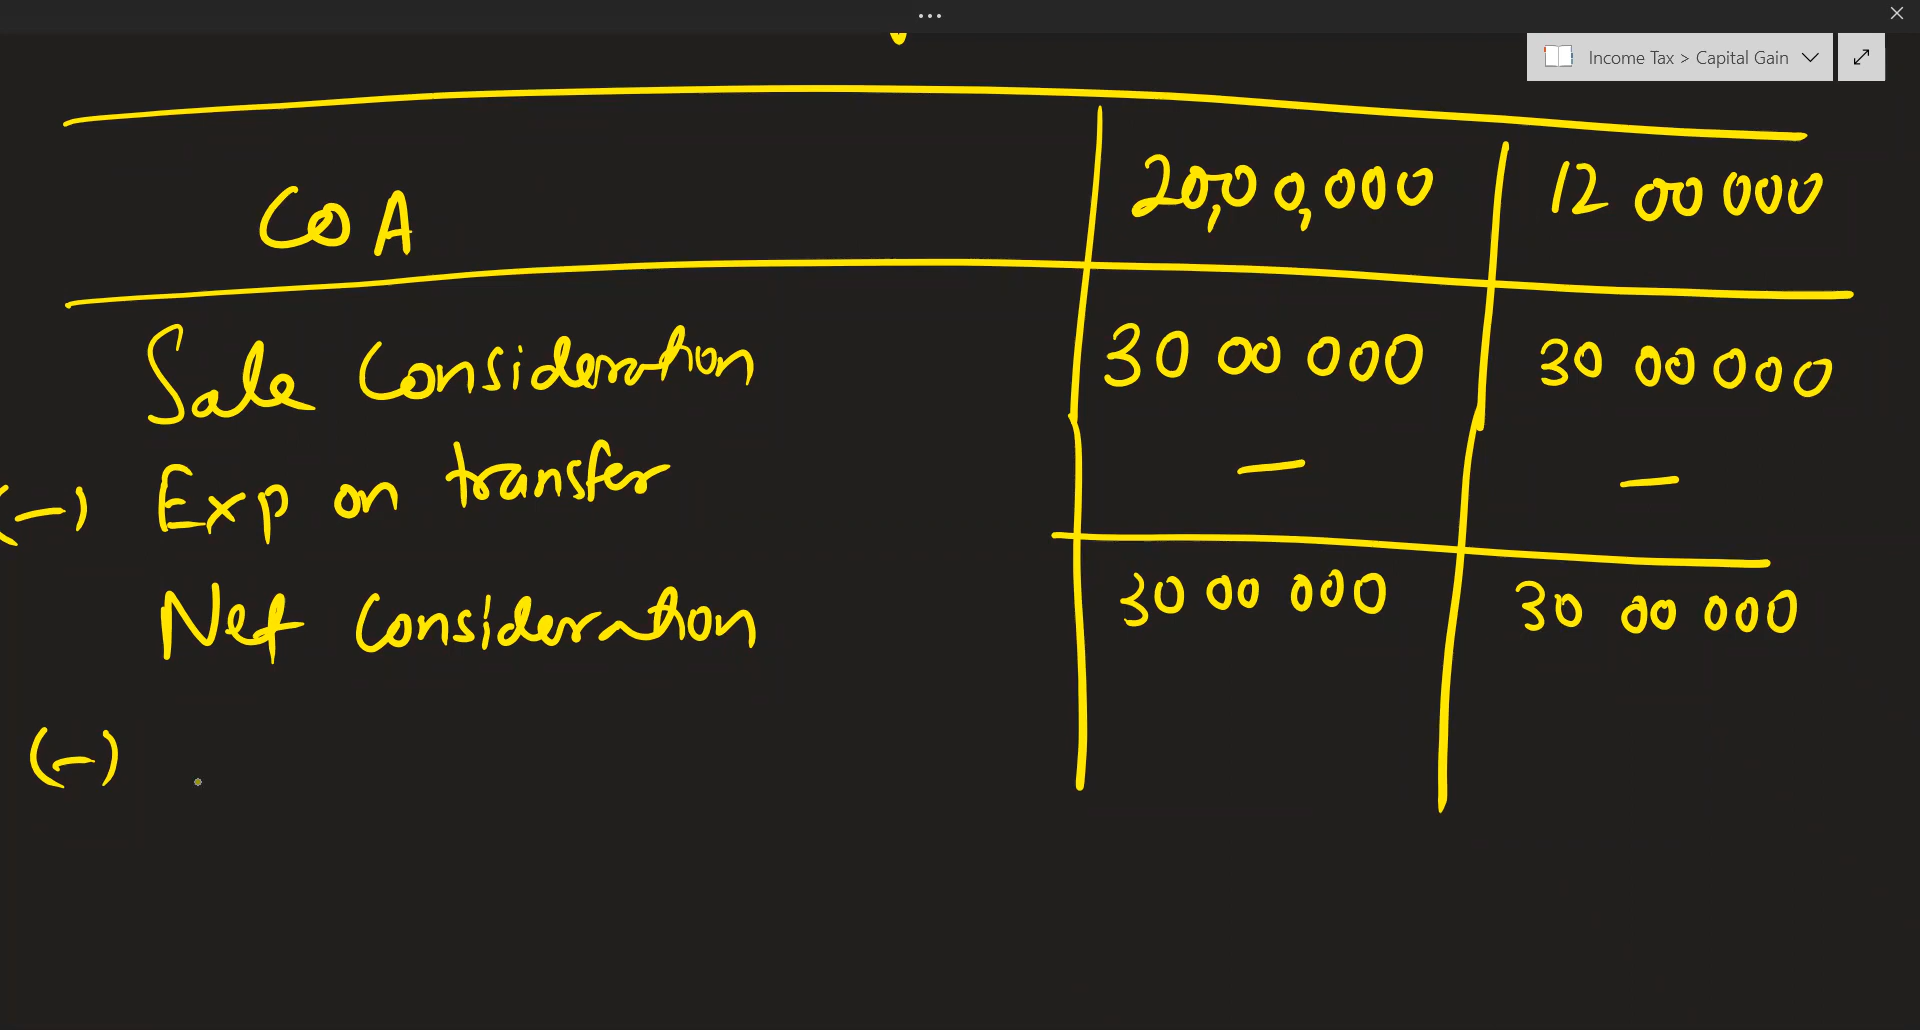 Income Tax > Capital Gain
COA 20,00,000 12 00 000
Sale Consideration 30 00 000 30 00 000
(-) Exp on transfer — —
Net Consideration 30 00 000 30 00 000
(-)